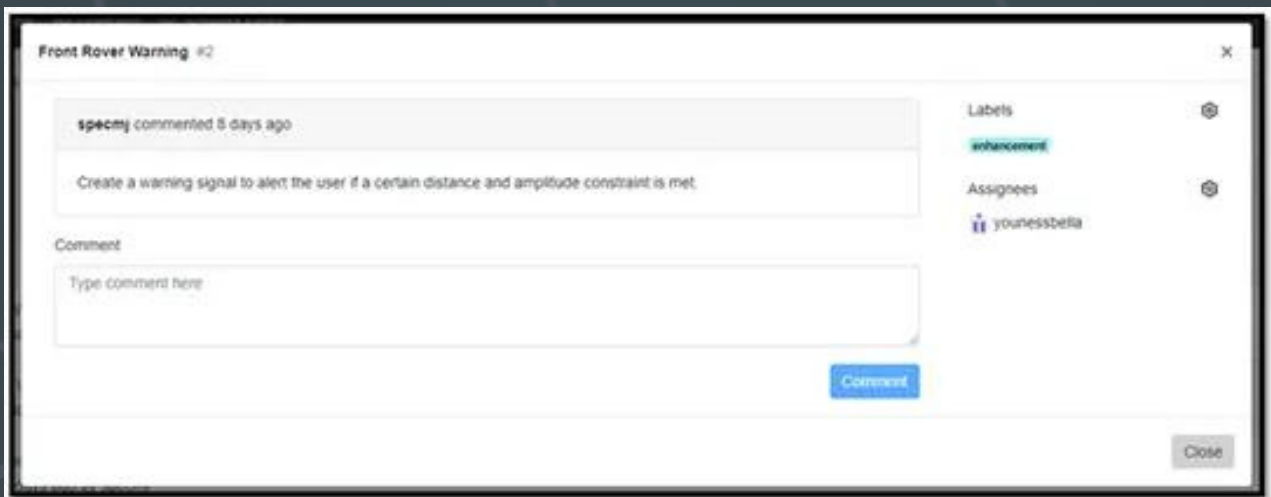 Front Rover Warning #2
×
specmj commented 8 days ago
Create a warning signal to alert the user if a certain distance and amplitude constraint is met.
Comment
Type comment here
Comment
Labels
enhancement
Assignees
younessbella
Close